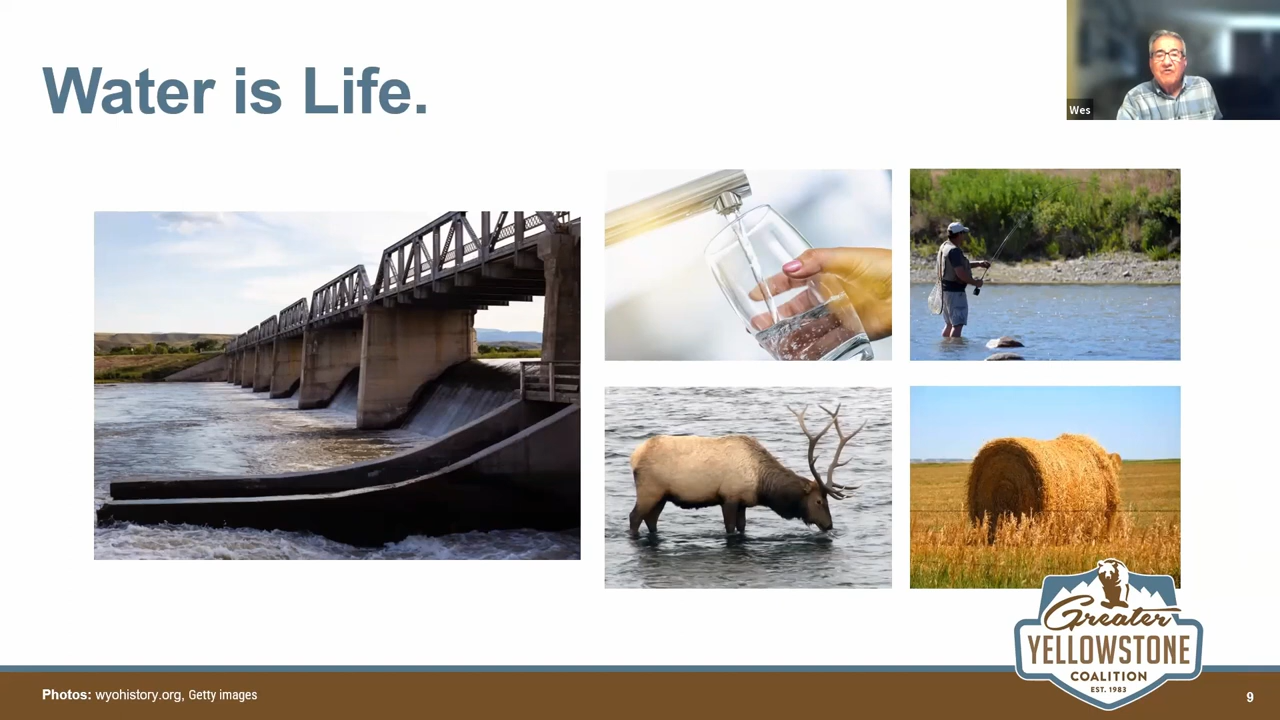 Water is Life.
Wes
Greater
YELLOWSTONE
COALITION
EST. 1983
Photos: wyohistory.org, Getty images
9